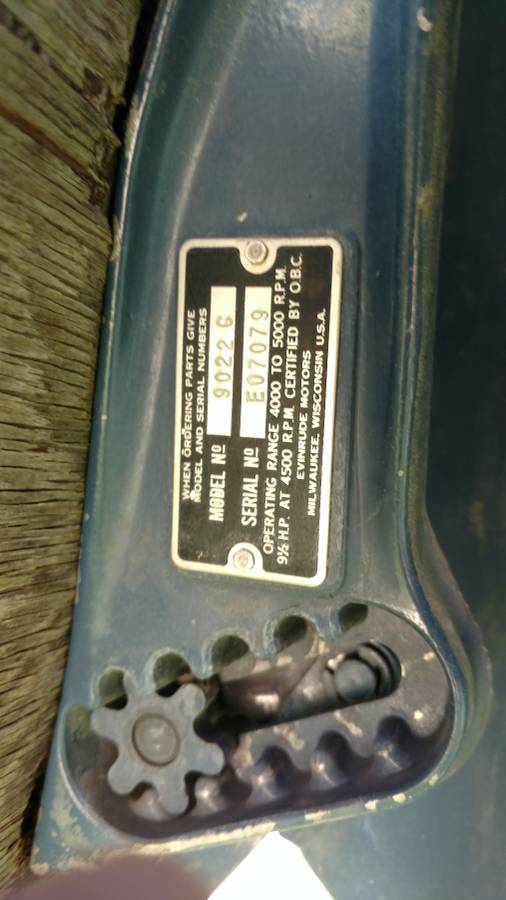 WHEN ORDERING PARTS GIVE
MODEL AND SERIAL NUMBERS
MODEL Nº 9022G
SERIAL Nº E07079
OPERATING RANGE 4000 TO 5000 R.P.M.
9½ H.P. AT 4500 R.P.M. CERTIFIED BY O.B.C.
EVINRUDE MOTORS
MILWAUKEE, WISCONSIN U.S.A.